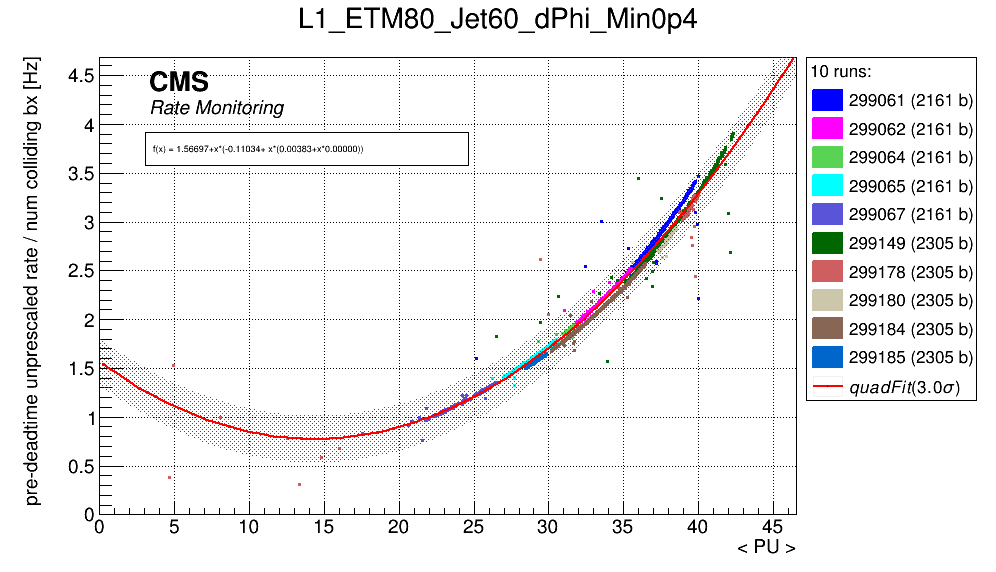 L1_ETM80_Jet60_dPhi_Min0p4
pre-deadtime unprescaled rate / num colliding bx [Hz]
CMS
Rate Monitoring
f(x) = 1.56697+x*(-0.11034+ x*(0.00383+x*0.00000))
4.5
4
3.5
3
2.5
2
1.5
1
0.5
0
0 5 10 15 20 25 30 35 40 45
< PU >
10 runs:
299061 (2161 b)
299062 (2161 b)
299064 (2161 b)
299065 (2161 b)
299067 (2161 b)
299149 (2305 b)
299178 (2305 b)
299180 (2305 b)
299184 (2305 b)
299185 (2305 b)
quadFit(3.0σ)